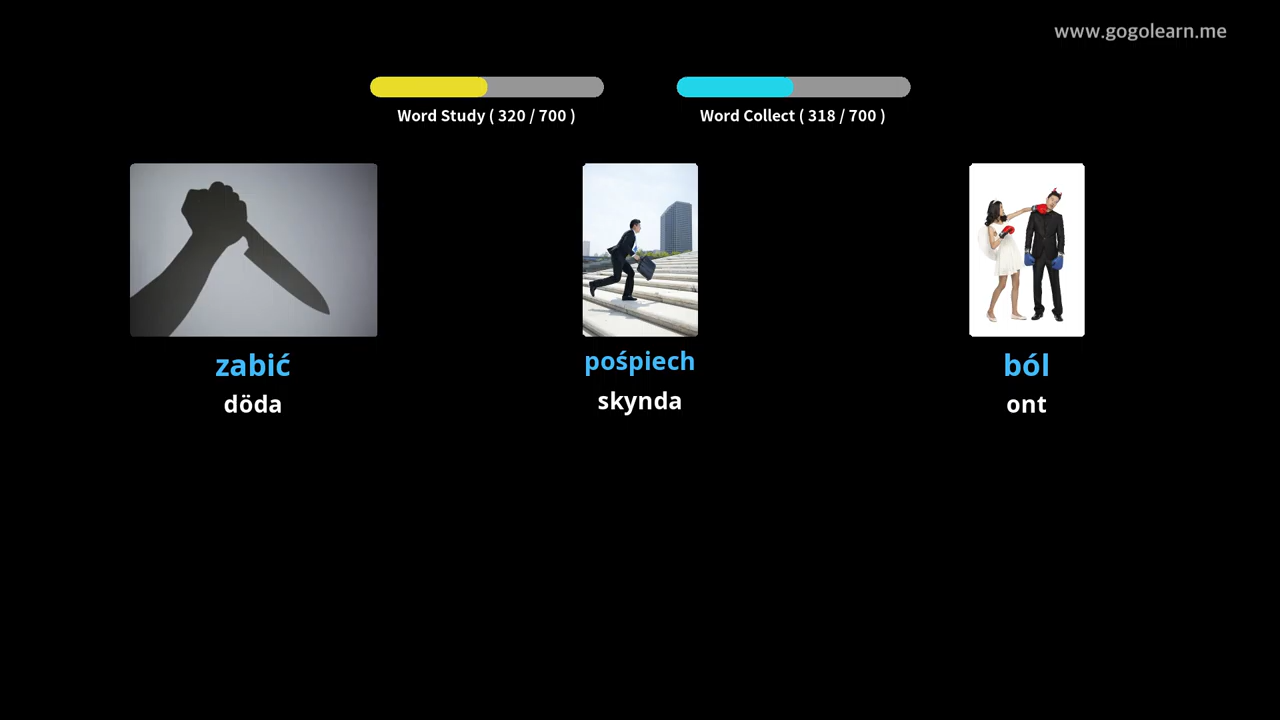 www.gogolearn.me
Word Study ( 320 / 700 )
Word Collect ( 318 / 700 )
zabić
pośpiech
ból
döda
skynda
ont